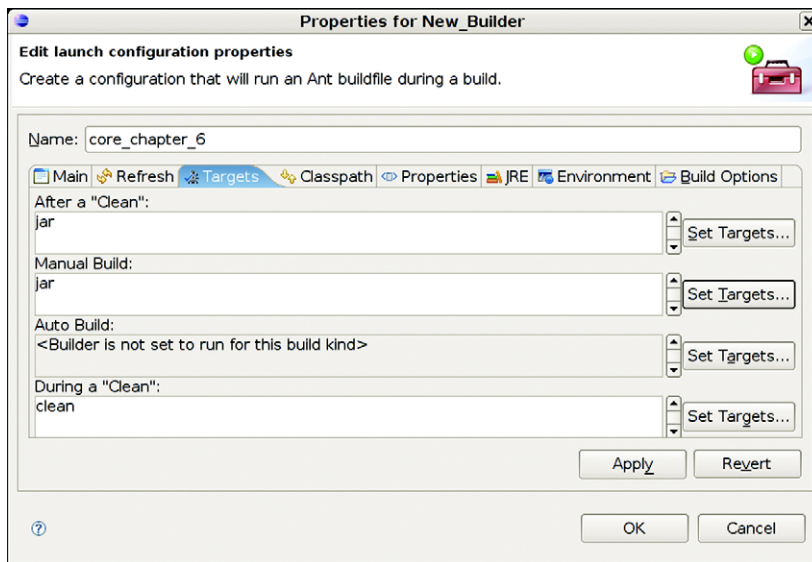 Properties for New_Builder
Edit launch configuration properties
Create a configuration that will run an Ant buildfile during a build.
Name: core_chapter_6
Main Refresh Targets Classpath Properties JRE Environment Build Options
After a "Clean":
jar
Set Targets...
Manual Build:
jar
Set Targets...
Auto Build:
<Builder is not set to run for this build kind>
Set Targets...
During a "Clean":
clean
Set Targets...
Apply Revert
OK Cancel